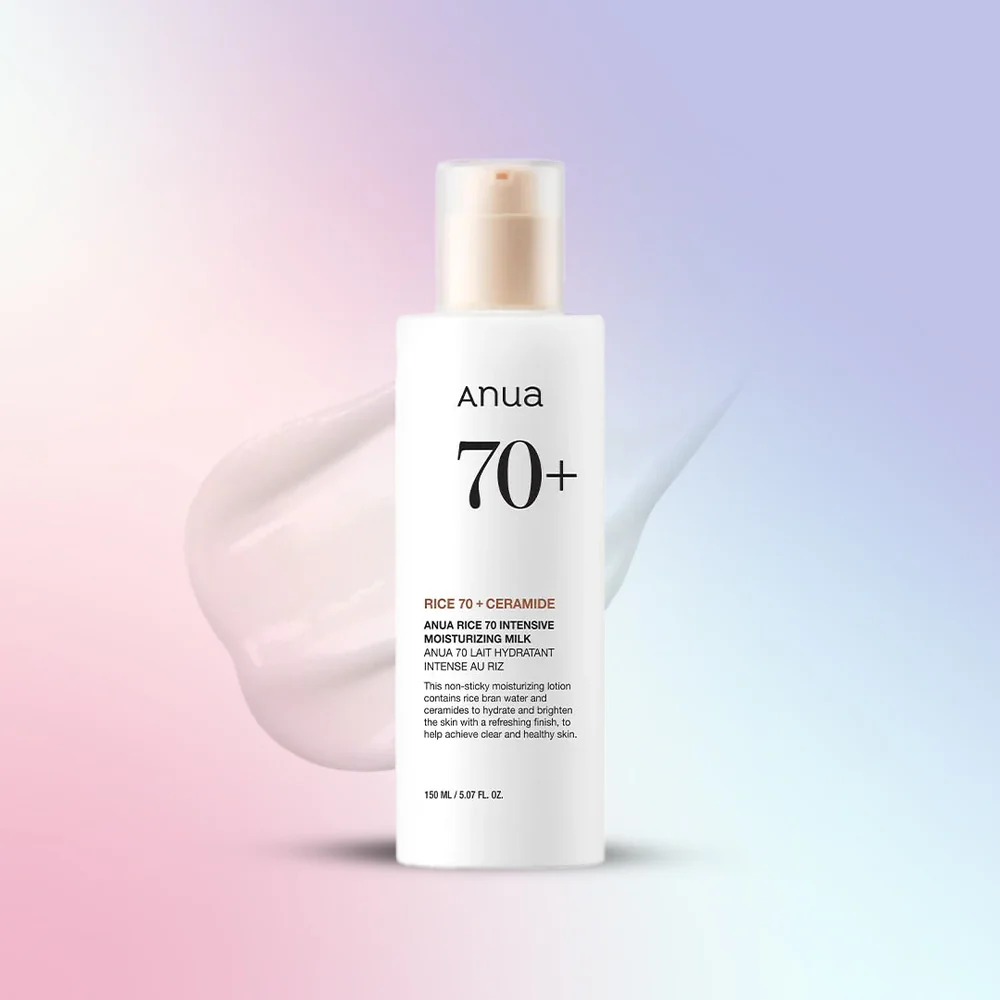 Anua
70+
RICE 70 + CERAMIDE
ANUA RICE 70 INTENSIVE
MOISTURIZING MILK
ANUA 70 LAIT HYDRATANT
INTENSE AU RIZ
This non-sticky moisturizing lotion
contains rice bran water and
ceramides to hydrate and brighten
the skin with a refreshing finish, to
help achieve clear and healthy skin.
150 ML / 5.07 FL. OZ.